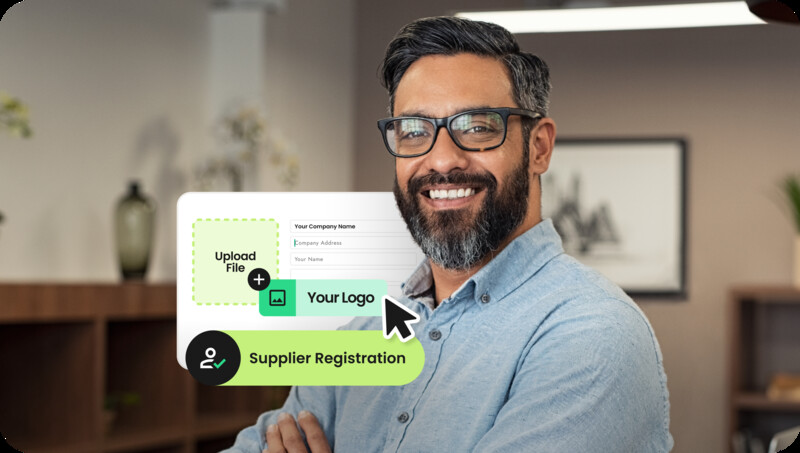 Upload
File
Your Company Name
Company Address
Your Name
Your Logo
Supplier Registration